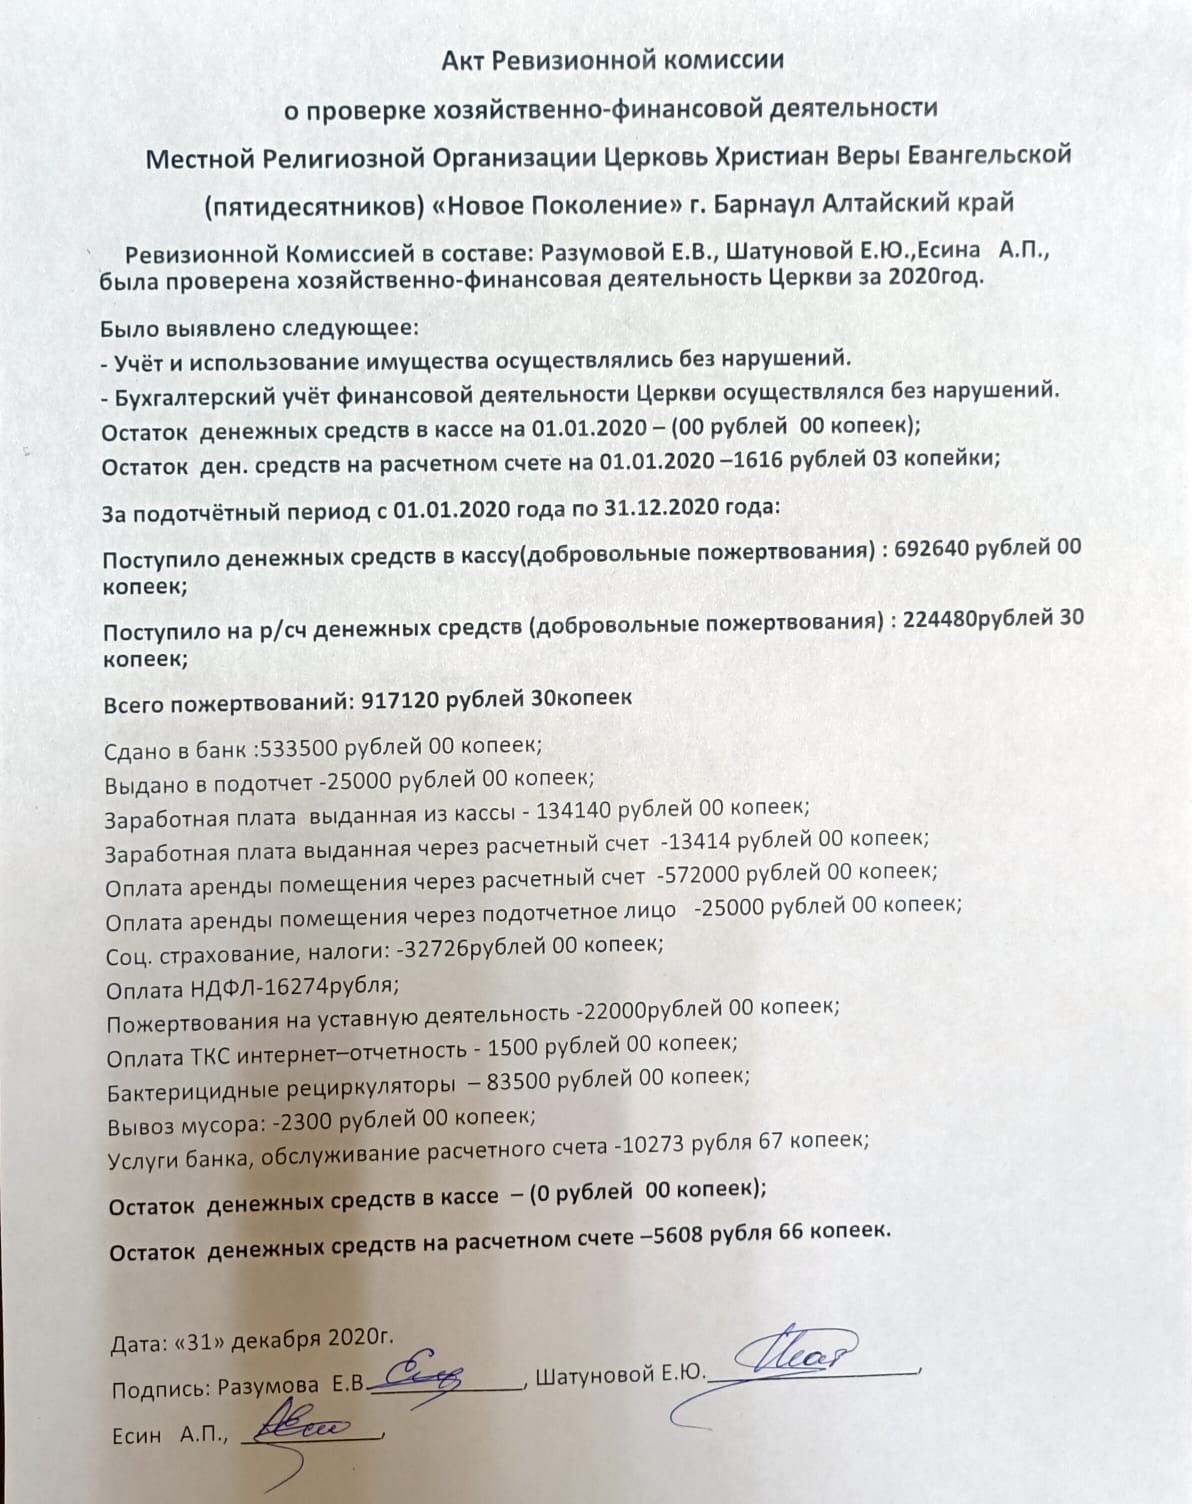 Акт Ревизионной комиссии
о проверке хозяйственно-финансовой деятельности
Местной Религиозной Организации Церковь Христиан Веры Евангельской
(пятидесятников) «Новое Поколение» г. Барнаул Алтайский край
Ревизионной Комиссией в составе: Разумовой Е.В., Шатуновой Е.Ю.,Есина А.П.,
была проверена хозяйственно-финансовая деятельность Церкви за 2020год.
Было выявлено следующее:
- Учёт и использование имущества осуществлялись без нарушений.
- Бухгалтерский учёт финансовой деятельности Церкви осуществлялся без нарушений.
Остаток денежных средств в кассе на 01.01.2020 – (00 рублей 00 копеек);
Остаток ден. средств на расчетном счете на 01.01.2020 –1616 рублей 03 копейки;
За подотчётный период с 01.01.2020 года по 31.12.2020 года:
Поступило денежных средств в кассу(добровольные пожертвования) : 692640 рублей 00
копеек;
Поступило на р/сч денежных средств (добровольные пожертвования) : 224480рублей 30
копеек;
Всего пожертвований: 917120 рублей 30копеек
Сдано в банк :533500 рублей 00 копеек;
Выдано в подотчет -25000 рублей 00 копеек;
Заработная плата выданная из кассы - 134140 рублей 00 копеек;
Заработная плата выданная через расчетный счет -13414 рублей 00 копеек;
Оплата аренды помещения через расчетный счет -572000 рублей 00 копеек;
Оплата аренды помещения через подотчетное лицо -25000 рублей 00 копеек;
Соц. страхование, налоги: -32726рублей 00 копеек;
Оплата НДФЛ-16274рубля;
Пожертвования на уставную деятельность -22000рублей 00 копеек;
Оплата ТКС интернет–отчетность - 1500 рублей 00 копеек;
Бактерицидные рециркуляторы – 83500 рублей 00 копеек;
Вывоз мусора: -2300 рублей 00 копеек;
Услуги банка, обслуживание расчетного счета -10273 рубля 67 копеек;
Остаток денежных средств в кассе – (0 рублей 00 копеек);
Остаток денежных средств на расчетном счете –5608 рубля 66 копеек.
Дата: «31» декабря 2020г.
Подпись: Разумова Е.В.____________, Шатуновой Е.Ю.________________,
Есин А.П., ___________,